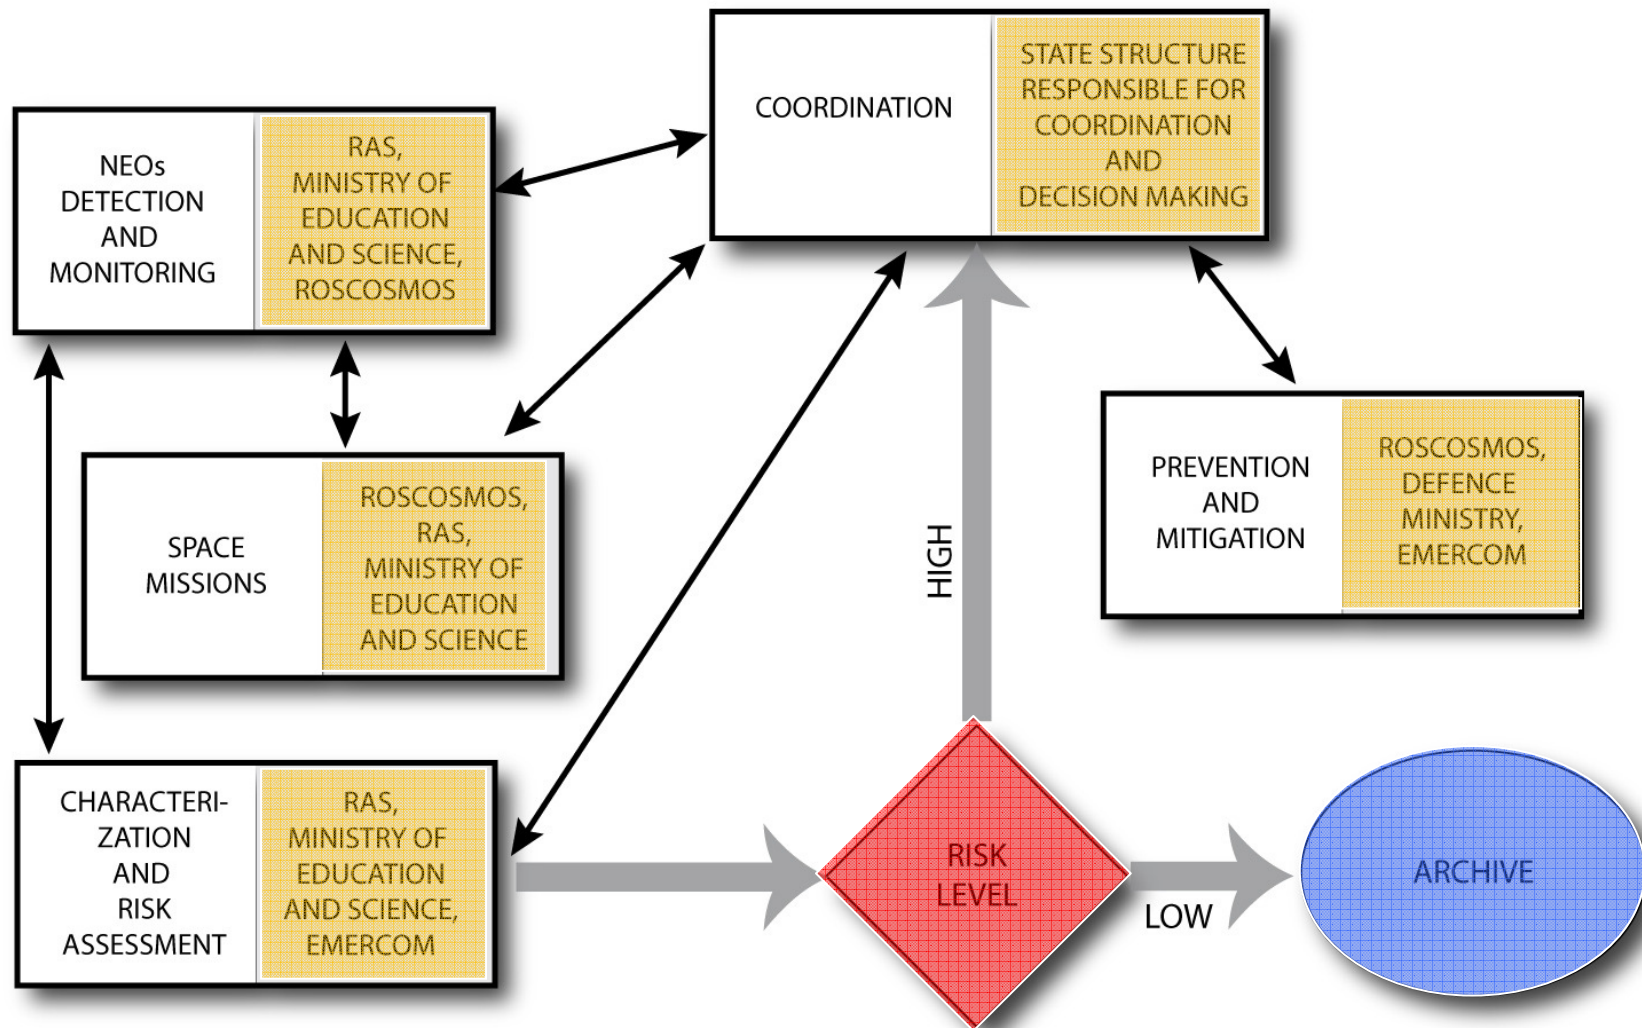 COORDINATION
STATE STRUCTURE
RESPONSIBLE FOR
COORDINATION
AND
DECISION MAKING
NEOs
DETECTION
AND
MONITORING
RAS,
MINISTRY OF
EDUCATION
AND SCIENCE,
ROSCOSMOS
SPACE
MISSIONS
ROSCOSMOS,
RAS,
MINISTRY OF
EDUCATION
AND SCIENCE
PREVENTION
AND
MITIGATION
ROSCOSMOS,
DEFENCE
MINISTRY,
EMERCOM
HIGH
CHARACTERI-
ZATION
AND
RISK
ASSESSMENT
RAS,
MINISTRY OF
EDUCATION
AND SCIENCE,
EMERCOM
RISK
LEVEL
LOW
ARCHIVE